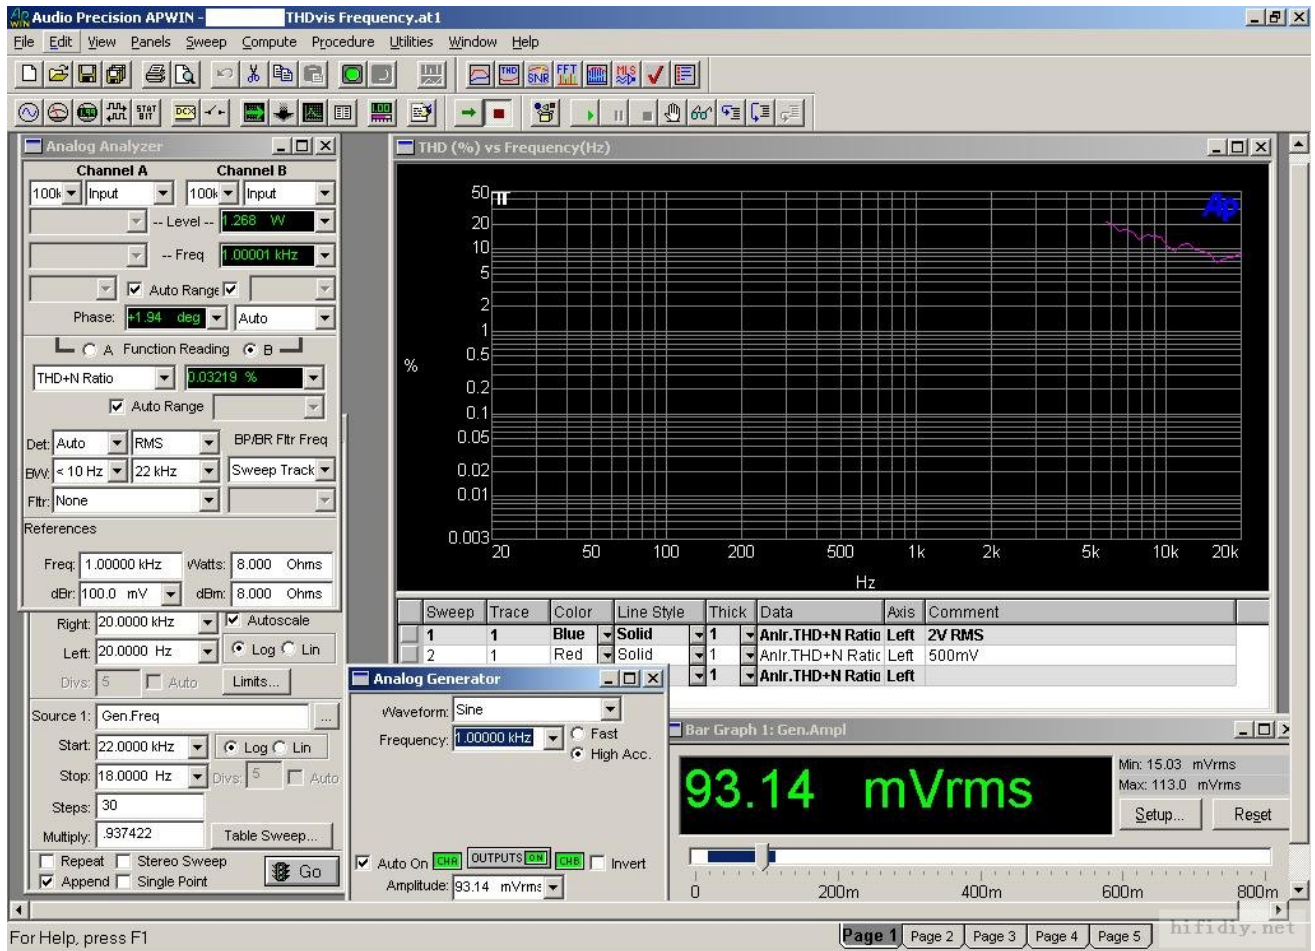 Audio Precision APWIN - THDvis Frequency.at1
File Edit View Panels Sweep Compute Procedure Utilities Window Help
THD SNR FFT MLS
STAT BIT DCX LOG
Analog Analyzer
Channel A Channel B
100k Input 100k Input
-- Level -- 1.268 W
-- Freq 1.00001 kHz
Auto Range
Phase: +1.94 deg Auto
A Function Reading B
THD+N Ratio 0.03219 %
Auto Range
Det: Auto RMS BP/BR Fltr Freq
BW: < 10 Hz 22 kHz Sweep Track
Fltr: None
References
Freq: 1.00000 kHz Watts: 8.000 Ohms
dBr: 100.0 mV dBm: 8.000 Ohms
Right: 20.0000 kHz Autoscale
Left: 20.0000 Hz Log Lin
Divs: 5 Auto Limits...
Source 1: Gen.Freq ...
Start: 22.0000 kHz Log Lin
Stop: 18.0000 Hz Divs: 5 Auto
Steps: 30
Multiply: .937422 Table Sweep...
Repeat Stereo Sweep
Append Single Point Go
THD (%) vs Frequency(Hz)
Ap
50
20
10
5
2
1
0.5
%
0.2
0.1
0.05
0.02
0.01
0.003
20 50 100 200 500 1k 2k 5k 10k 20k
Hz
Sweep Trace Color Line Style Thick Data Axis Comment
1 1 Blue Solid 1 Anlr.THD+N Ratio Left 2V RMS
2 1 Red Solid 1 Anlr.THD+N Ratio Left 500mV
1 Anlr.THD+N Ratio Left
Analog Generator
Waveform: Sine
Frequency: 1.00000 kHz Fast
High Acc.
Auto On CHA OUTPUTS ON CHB Invert
Amplitude: 93.14 mVrms
Bar Graph 1: Gen.Ampl
93.14 mVrms
Min: 15.03 mVrms
Max: 113.0 mVrms
Setup... Reset
0 200m 400m 600m 800m
For Help, press F1
Page 1 Page 2 Page 3 Page 4 Page 5
hifidiy.net